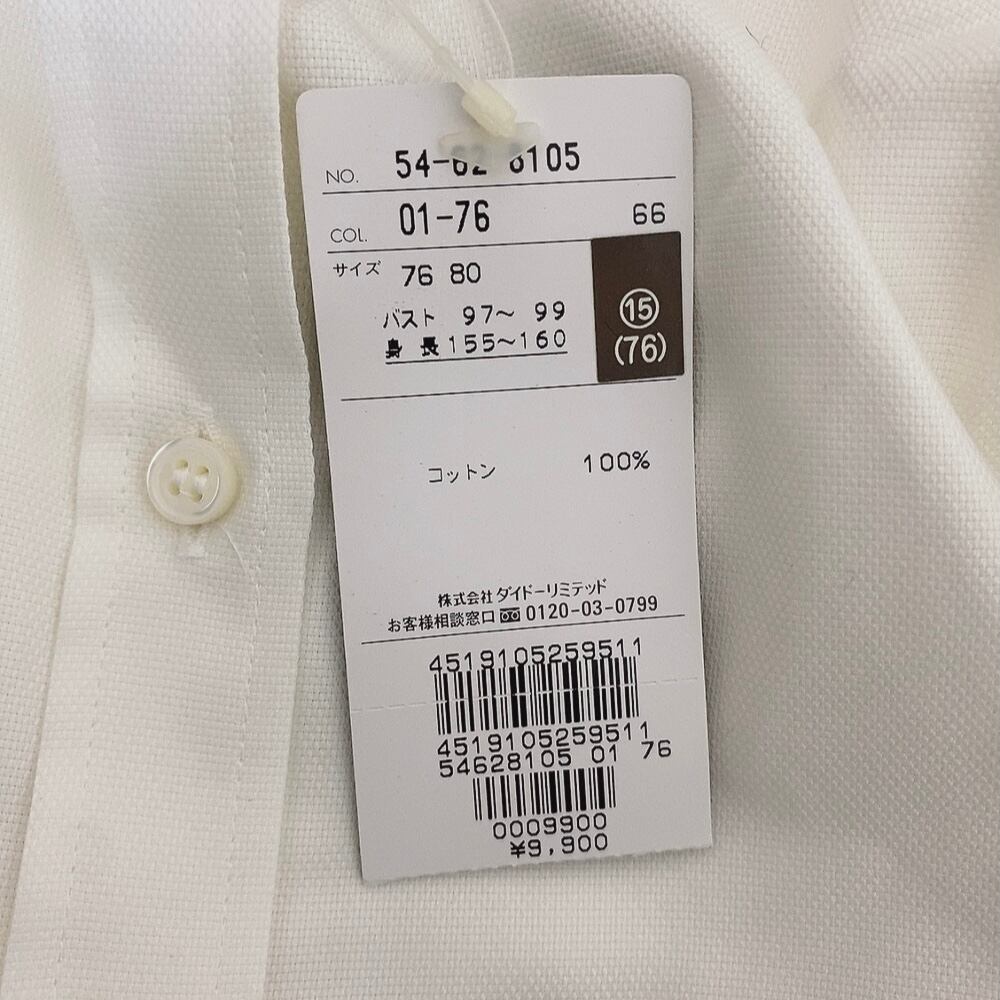 NO. 54-62 8105
COL. 01-76 66
サイズ 76 80
バスト 97～ 99
身 長 155～160
⑮
(76)
コットン 100%
株式会社ダイドーリミテッド
お客様相談窓口 0120-03-0799
4519105259511
4519105259511
54628105 01 76
0009900
¥9,900